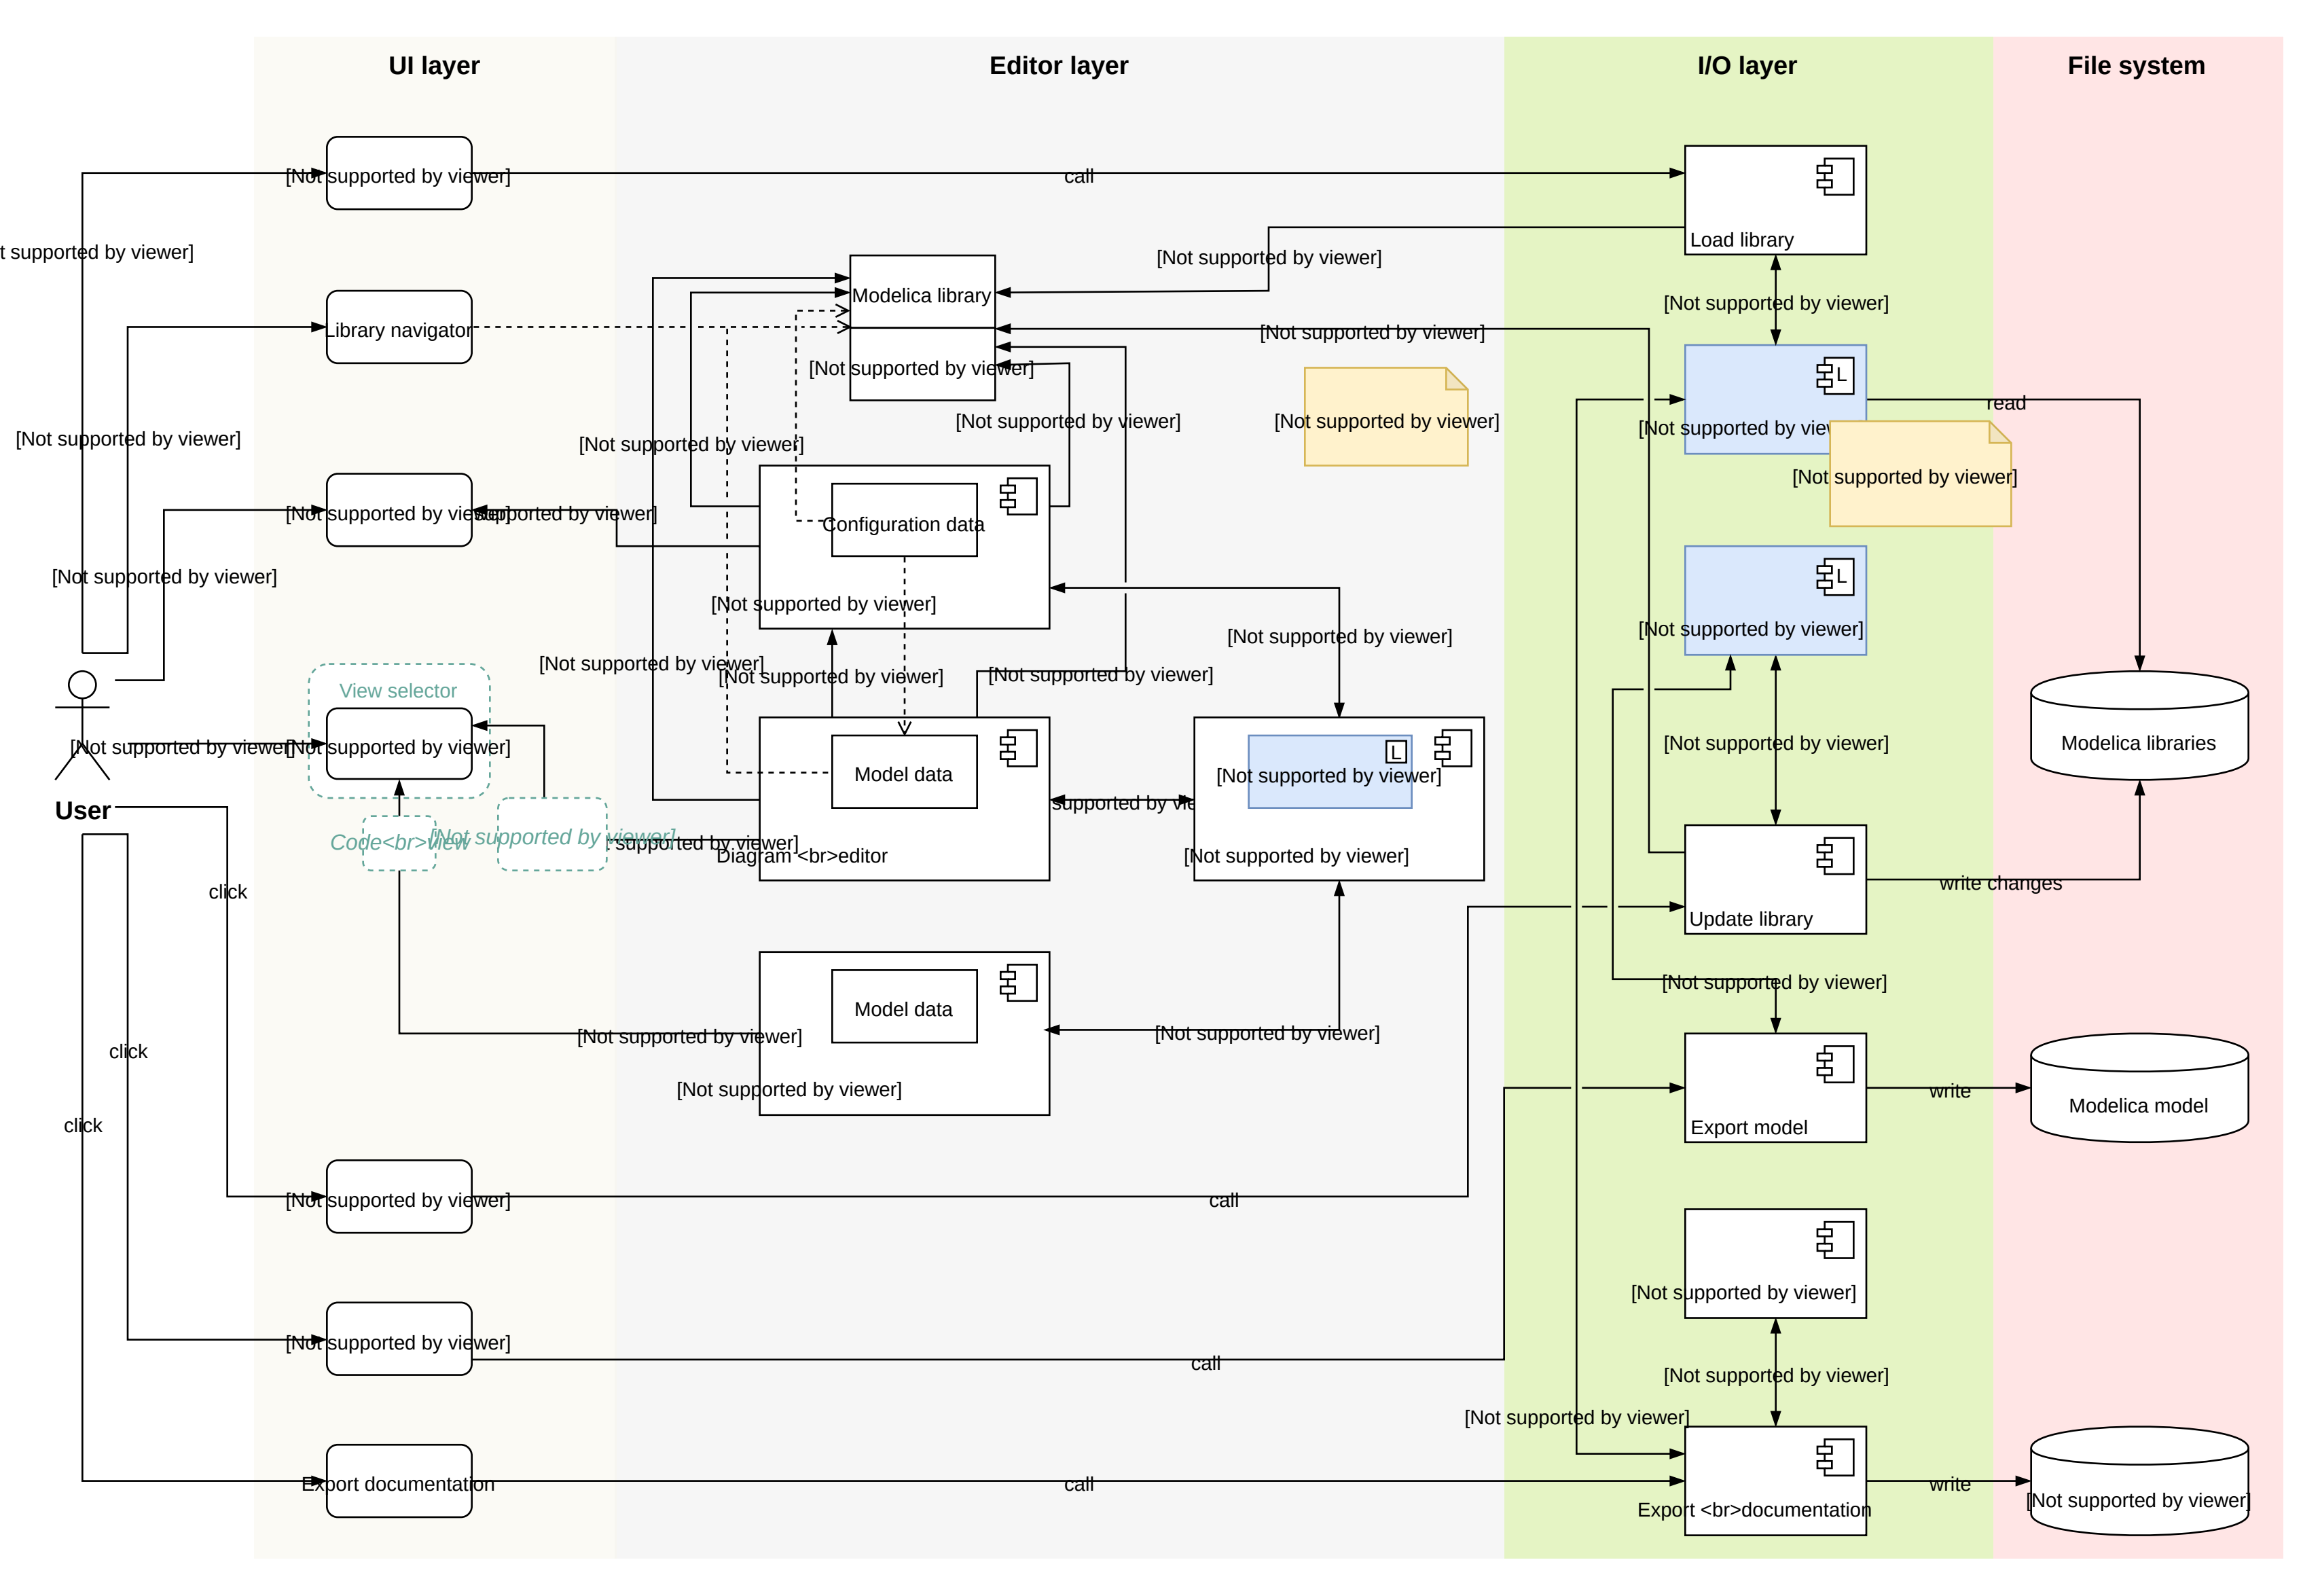 UI layer
Editor layer
I/O layer
File system
[Not supported by viewer]
call
Load library
t supported by viewer]
[Not supported by viewer]
Modelica library
[Not supported by viewer]
Library navigator
[Not supported by viewer]
[Not supported by viewer]
L
read
[Not supported by viewer]
[Not supported by viewer]
[Not supported by viewer]
[Not supported by viewer]
[Not supported by viewer]
[Not supported by
[Not supported by viewer]
[Not supported by viewer]
supported by viewer]
Configuration data
[Not supported by viewer]
L
[Not supported by viewer]
[Not supported by viewer]
[Not supported by viewer]
[Not supported by viewer]
[Not supported by viewer]
[Not supported by viewer]
View selector
[Not supported by viewer]
[Not supported by viewer]
Model data
L
[Not supported by viewer]
[Not supported by viewer]
Modelica libraries
User
supported by
Code<br>view
[Not supported by viewer]
supported by viewer]
Diagram <br>editor
[Not supported by viewer]
click
write changes
Update library
[Not supported by viewer]
Model data
[Not supported by viewer]
[Not supported by viewer]
click
[Not supported by viewer]
write
Modelica model
click
Export model
[Not supported by viewer]
call
[Not supported by viewer]
[Not supported by viewer]
call
[Not supported by viewer]
[Not supported by viewer]
Export documentation
call
write
[Not supported by viewer]
Export <br>documentation